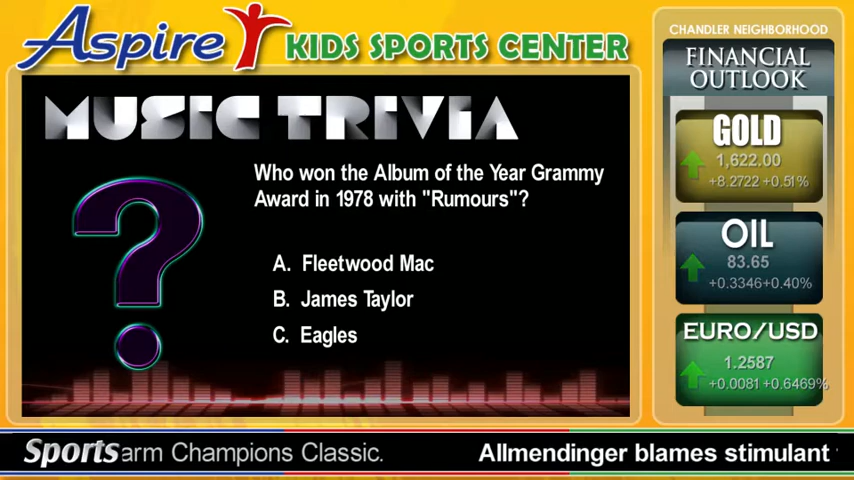 Aspire KIDS SPORTS CENTER
MUSIC TRIVIA
Who won the Album of the Year Grammy
Award in 1978 with "Rumours"?
A. Fleetwood Mac
B. James Taylor
C. Eagles
CHANDLER NEIGHBORHOOD
FINANCIAL
OUTLOOK
GOLD
1,622.00
+8.2722 +0.51%
OIL
83.65
+0.3346 +0.40%
EURO/USD
1.2587
+0.0081 +0.6469%
Sports arm Champions Classic. Allmendinger blames stimulant